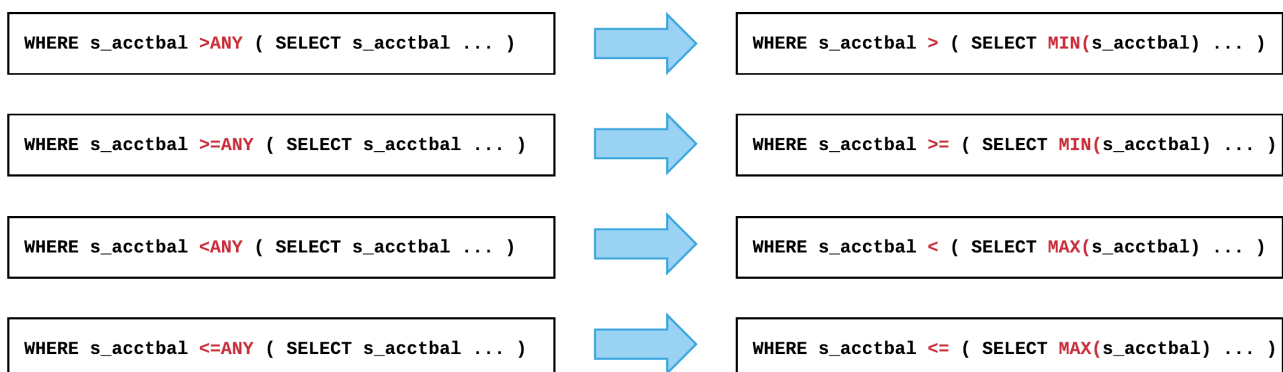 WHERE s_acctbal >ANY ( SELECT s_acctbal ... )
WHERE s_acctbal > ( SELECT MIN(s_acctbal) ... )
WHERE s_acctbal >=ANY ( SELECT s_acctbal ... )
WHERE s_acctbal >= ( SELECT MIN(s_acctbal) ... )
WHERE s_acctbal <ANY ( SELECT s_acctbal ... )
WHERE s_acctbal < ( SELECT MAX(s_acctbal) ... )
WHERE s_acctbal <=ANY ( SELECT s_acctbal ... )
WHERE s_acctbal <= ( SELECT MAX(s_acctbal) ... )